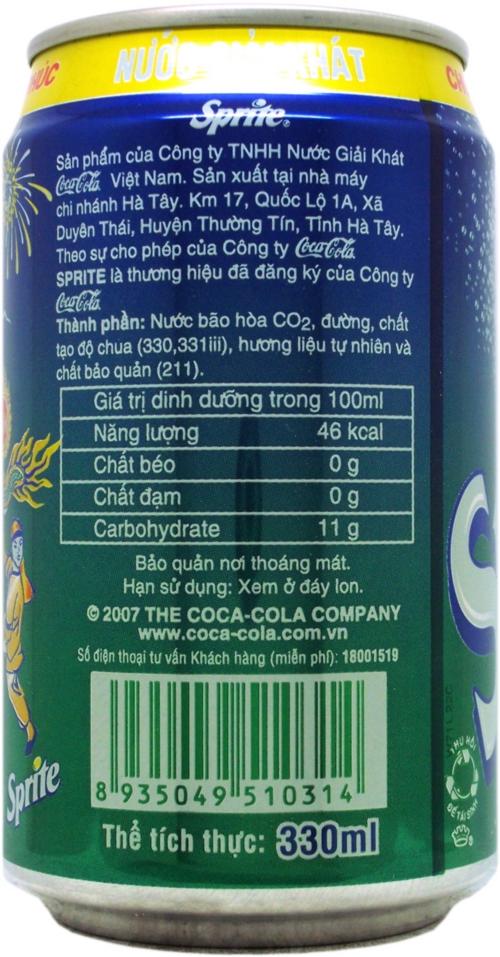 HÚC
NƯỚC GIẢI KHÁT
Sprite
Sản phẩm của Công ty TNHH Nước Giải Khát
Coca-Cola Việt Nam. Sản xuất tại nhà máy
chi nhánh Hà Tây. Km 17, Quốc Lộ 1A, Xã
Duyên Thái, Huyện Thường Tín, Tỉnh Hà Tây.
Theo sự cho phép của Công ty Coca-Cola.
SPRITE là thương hiệu đã đăng ký của Công ty
Coca-Cola.
Thành phần: Nước bão hòa CO2, đường, chất
tạo độ chua (330,331iii), hương liệu tự nhiên và
chất bảo quản (211).
Giá trị dinh dưỡng trong 100ml
Năng lượng 46 kcal
Chất béo 0 g
Chất đạm 0 g
Carbohydrate 11 g
Bảo quản nơi thoáng mát.
Hạn sử dụng: Xem ở đáy lon.
© 2007 THE COCA-COLA COMPANY
www.coca-cola.com.vn
Số điện thoại tư vấn Khách hàng (miễn phí): 18001519
8 935049 510314
Thể tích thực: 330ml
Sprite
THU HỒI
ĐỂ TÁI SINH